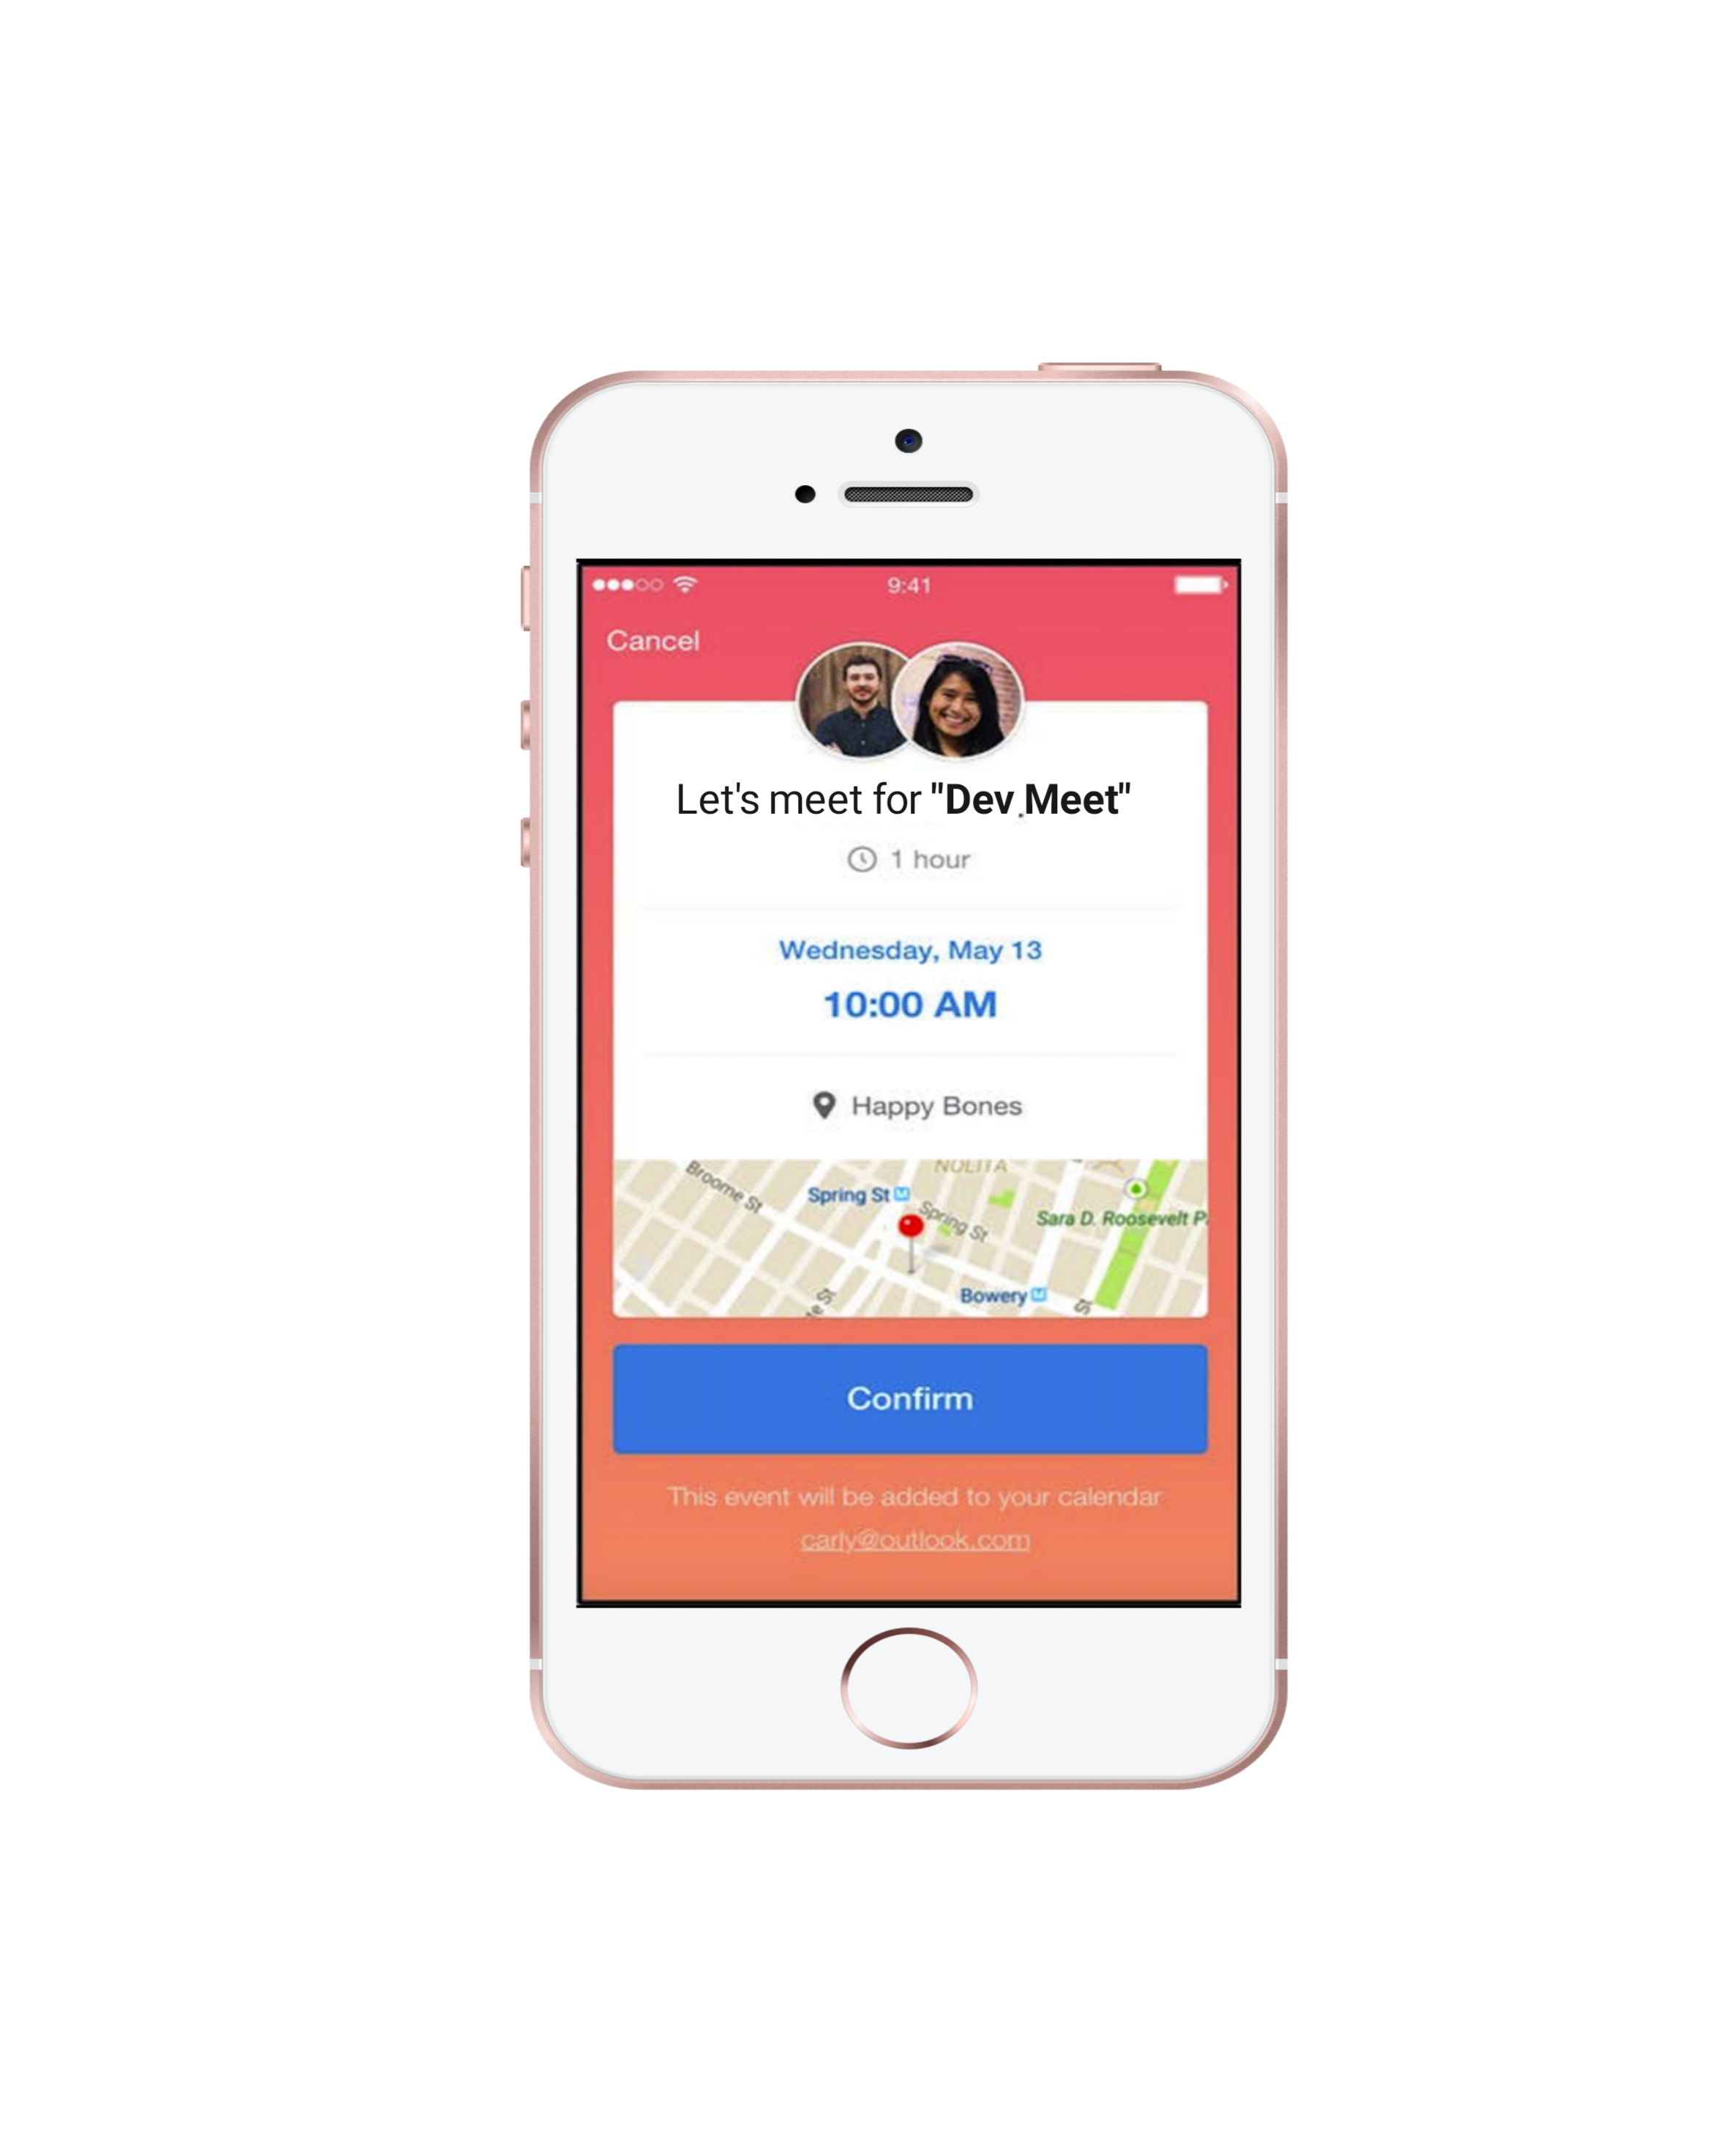 9:41
Cancel
Let's meet for "Dev Meet"
1 hour
Wednesday, May 13
10:00 AM
Happy Bones
NOLITA
Broome St
Spring St M
Spring St
Sara D. Roosevelt P
Bowery M
e St
St
Confirm
This event will be added to your calendar
carly@outlook.com